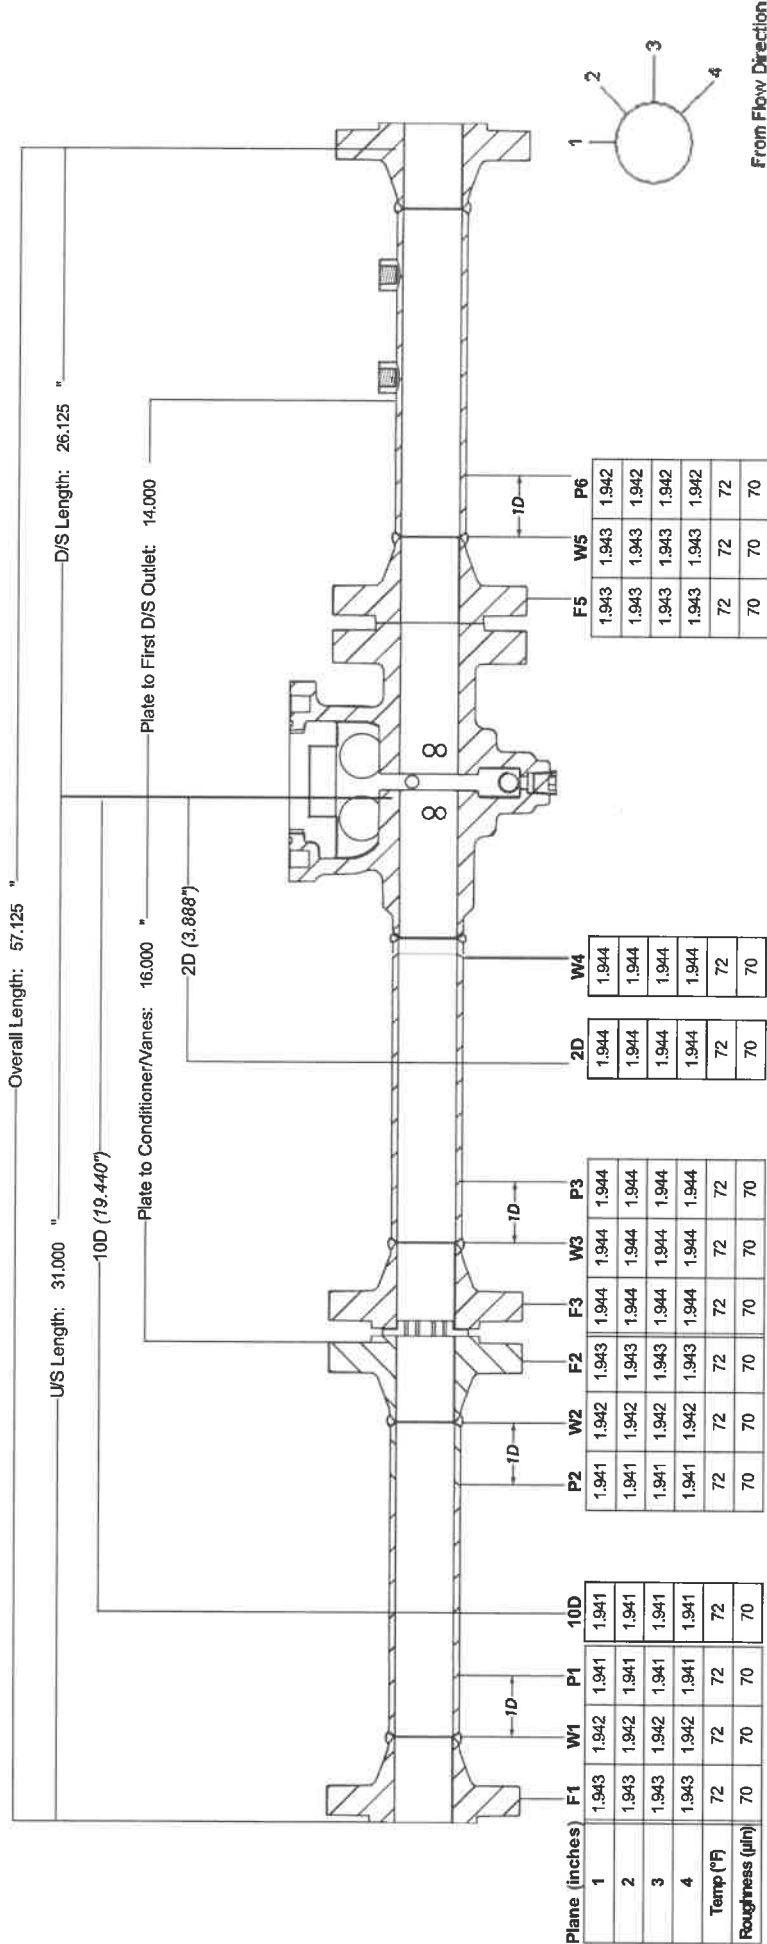 Overall Length: 57.125 "
U/S Length: 31.000 "
D/S Length: 26.125 "
10D (19.440")
Plate to Conditioner/Vanes: 16.000 "
Plate to First D/S Outlet: 14.000
2D (3.888")
8 8
1D 1D 1D 1D
1
2
3
4
From Flow Direction
Plane (inches) F1 W1 P1 10D P2 W2 F2 F3 W3 P3 2D W4 F5 W5 P6
1 1.943 1.942 1.941 1.941 1.941 1.942 1.943 1.944 1.944 1.944 1.944 1.944 1.943 1.943 1.942
2 1.943 1.942 1.941 1.941 1.941 1.942 1.943 1.944 1.944 1.944 1.944 1.944 1.943 1.943 1.942
3 1.943 1.942 1.941 1.941 1.941 1.942 1.943 1.944 1.944 1.944 1.944 1.944 1.943 1.943 1.942
4 1.943 1.942 1.941 1.941 1.941 1.942 1.943 1.944 1.944 1.944 1.944 1.944 1.943 1.943 1.942
Temp (°F) 72 72 72 72 72 72 72 72 72 72 72 72 72 72 72
Roughness (µin) 70 70 70 70 70 70 70 70 70 70 70 70 70 70 70